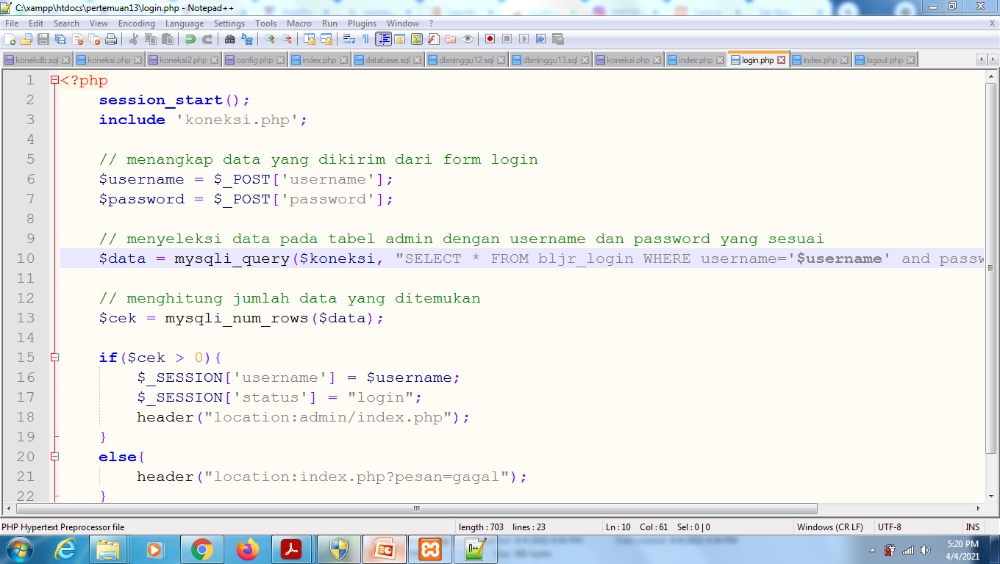 C:\xampp\htdocs\pertemuan13\login.php - Notepad++
File Edit Search View Encoding Language Settings Tools Macro Run Plugins Window ? X
konekdb.sql koneksi.php koneksi2.php config.php index.php database.sql dbminggu12.sql dbminggu13.sql koneksi.php index.php login.php index.php logout.php
1 <?php
2 session_start();
3 include 'koneksi.php';
4
5 // menangkap data yang dikirim dari form login
6 $username = $_POST['username'];
7 $password = $_POST['password'];
8
9 // menyeleksi data pada tabel admin dengan username dan password yang sesuai
10 $data = mysqli_query($koneksi, "SELECT * FROM bljr_login WHERE username='$username' and passw
11
12 // menghitung jumlah data yang ditemukan
13 $cek = mysqli_num_rows($data);
14
15 if($cek > 0){
16 $_SESSION['username'] = $username;
17 $_SESSION['status'] = "login";
18 header("location:admin/index.php");
19 }
20 else{
21 header("location:index.php?pesan=gagal");
22 }
PHP Hypertext Preprocessor file length : 703 lines : 23 Ln : 10 Col : 61 Sel : 0 | 0 Windows (CR LF) UTF-8 INS
5:20 PM
4/4/2021